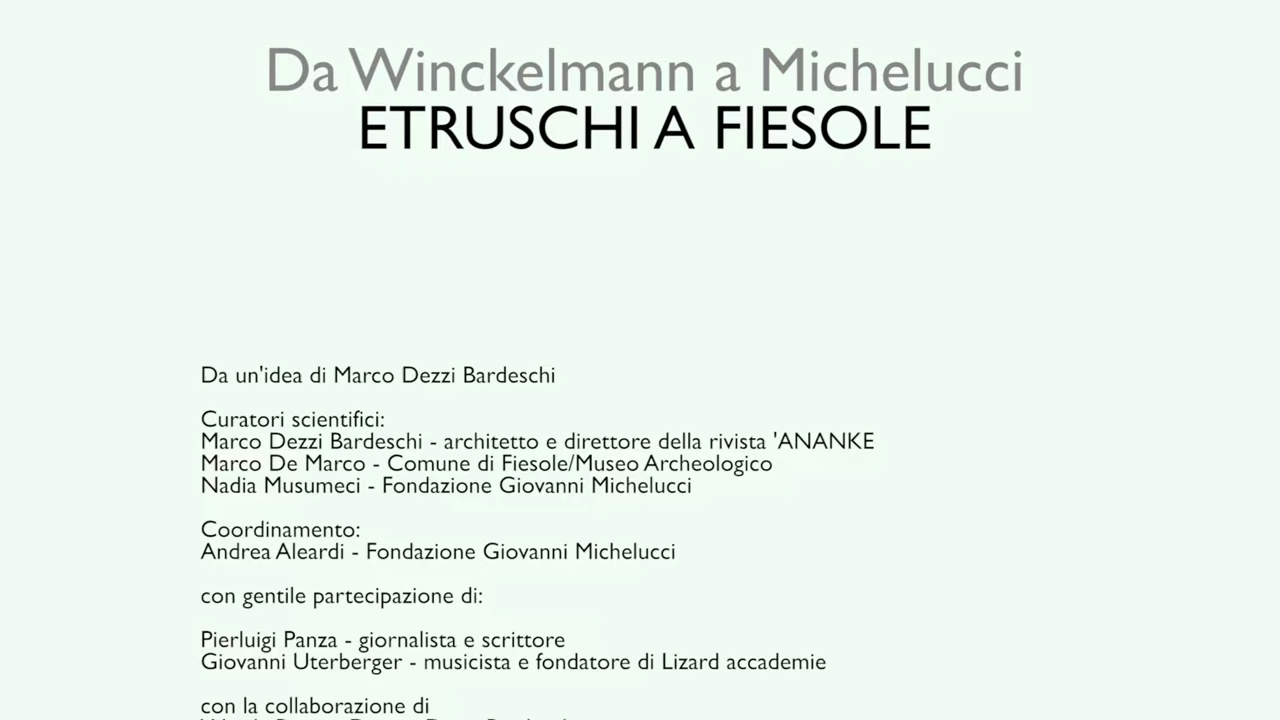 Da Winckelmann a Michelucci
ETRUSCHI A FIESOLE
Da un'idea di Marco Dezzi Bardeschi
Curatori scientifici:
Marco Dezzi Bardeschi - architetto e direttore della rivista 'ANANKE
Marco De Marco - Comune di Fiesole/Museo Archeologico
Nadia Musumeci - Fondazione Giovanni Michelucci
Coordinamento:
Andrea Aleardi - Fondazione Giovanni Michelucci
con gentile partecipazione di:
Pierluigi Panza - giornalista e scrittore
Giovanni Uterberger - musicista e fondatore di Lizard accademie
con la collaborazione di